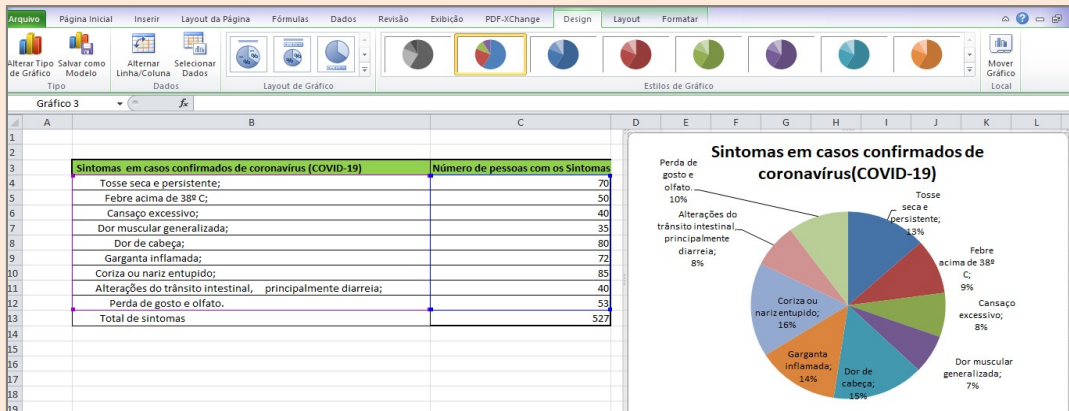 Arquivo Página Inicial Inserir Layout da Página Fórmulas Dados Revisão Exibição PDF-XChange Design Layout Formatar
Alterar Tipo de Gráfico
Salvar como Modelo
Alternar Linha/Coluna
Selecionar Dados
Mover Gráfico
Tipo Dados Layout de Gráfico Estilos de Gráfico Local
Gráfico 3 fx
A B C D E F G H I J K L
1
2
3 Sintomas em casos confirmados de coronavírus (COVID-19) Número de pessoas com os Sintomas
4 Tosse seca e persistente; 70
5 Febre acima de 38º C; 50
6 Cansaço excessivo; 40
7 Dor muscular generalizada; 35
8 Dor de cabeça; 80
9 Garganta inflamada; 72
10 Coriza ou nariz entupido; 85
11 Alterações do trânsito intestinal, principalmente diarreia; 40
12 Perda de gosto e olfato. 53
13 Total de sintomas 527
14
15
16
17
18
19
Sintomas em casos confirmados de
coronavírus(COVID-19)
Perda de
gosto e
olfato.
10%
Tosse
seca e
persistente;
13%
Alterações do
trânsito intestinal,
principalmente
diarreia;
8%
Febre
acima de 38º
C;
9%
Cansaço
excessivo;
8%
Coriza ou
nariz entupido;
16%
Garganta
inflamada;
14%
Dor de
cabeça;
15%
Dor muscular
generalizada;
7%